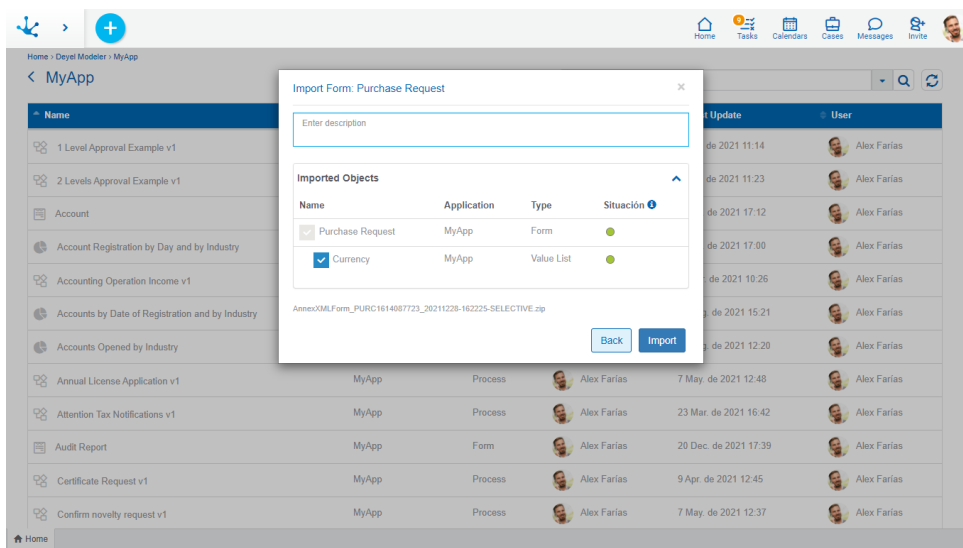 9
Home Tasks Calendars Cases Messages Invite
Home > Deyel Modeler > MyApp
MyApp
Import Form: Purchase Request ×
Enter description
Name Update User
Imported Objects
Name Application Type Situación
Purchase Request MyApp Form
Currency MyApp Value List
AnnexXMLForm_PURC1614087723_20211228-162225-SELECTIVE.zip
Back Import
1 Level Approval Example v1 de 2021 11:14 Alex Farías
2 Levels Approval Example v1 de 2021 11:23 Alex Farías
Account de 2021 17:12 Alex Farías
Account Registration by Day and by Industry de 2021 17:00 Alex Farías
Accounting Operation Income v1 de 2021 10:26 Alex Farías
Accounts by Date of Registration and by Industry de 2021 15:21 Alex Farías
Accounts Opened by Industry de 2021 12:20 Alex Farías
Annual License Application v1 MyApp Process Alex Farías 7 May. de 2021 12:48 Alex Farías
Attention Tax Notifications v1 MyApp Process Alex Farías 23 Mar. de 2021 16:42 Alex Farías
Audit Report MyApp Form Alex Farías 20 Dec. de 2021 17:39 Alex Farías
Certificate Request v1 MyApp Process Alex Farías 9 Apr. de 2021 12:45 Alex Farías
Confirm novelty request v1 MyApp Process Alex Farías 7 May. de 2021 12:37 Alex Farías
Home